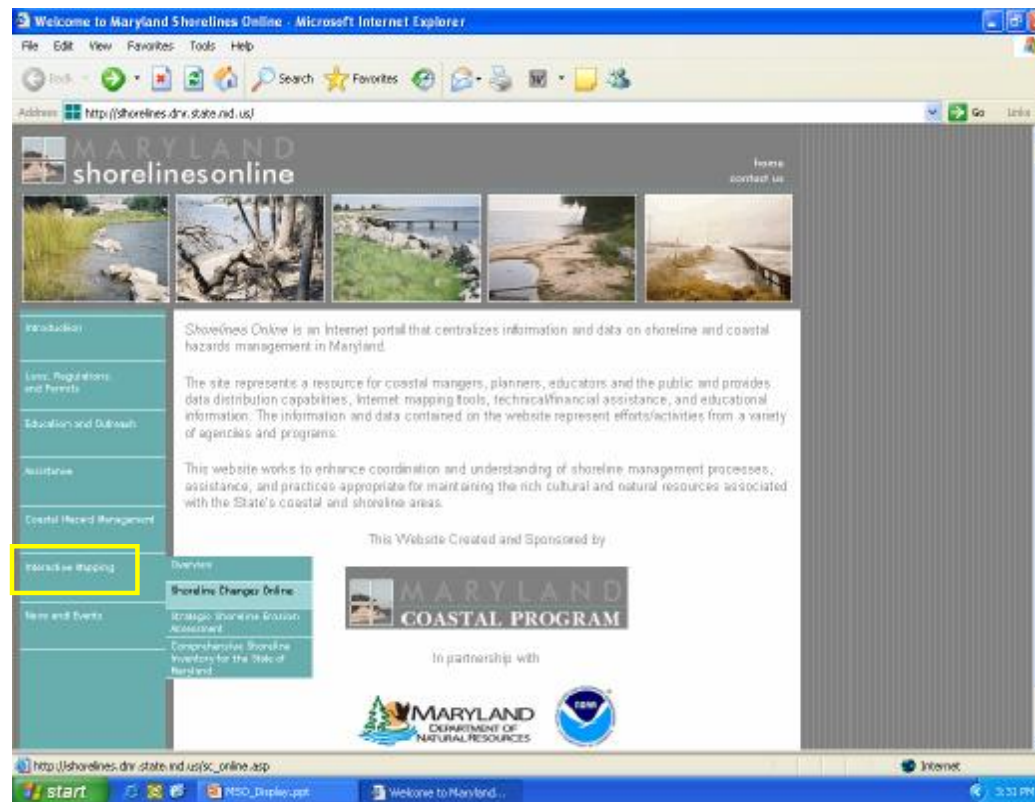 Welcome to Maryland Shorelines Online - Microsoft Internet Explorer
File Edit View Favorites Tools Help
Back Search Favorites
Address http://shorelines.dnr.state.md.us/ Go Links
MARYLAND
shorelinesonline
home
contact us
Introduction
Laws, Regulations,
and Permits
Education and Outreach
Assistance
Coastal Hazard Management
Interactive Mapping
News and Events
Overview
Shoreline Changes Online
Strategic Shoreline Erosion
Assessment
Comprehensive Shoreline
Inventory for the State of
Maryland
Shorelines Online is an Internet portal that centralizes information and data on shoreline and coastal
hazards management in Maryland.
The site represents a resource for coastal mangers, planners, educators and the public and provides
data distribution capabilities, Internet mapping tools, technical/financial assistance, and educational
information. The information and data contained on the website represent efforts/activities from a variety
of agencies and programs.
This website works to enhance coordination and understanding of shoreline management processes,
assistance, and practices appropriate for maintaining the rich cultural and natural resources associated
with the State's coastal and shoreline areas.
This Website Created and Sponsored by
MARYLAND
COASTAL PROGRAM
In partnership with
MARYLAND
DEPARTMENT OF
NATURAL RESOURCES
NOAA
http://shorelines.dnr.state.md.us/sc_online.asp Internet
start MSO_Display.ppt Welcome to Maryland... 3:31 PM